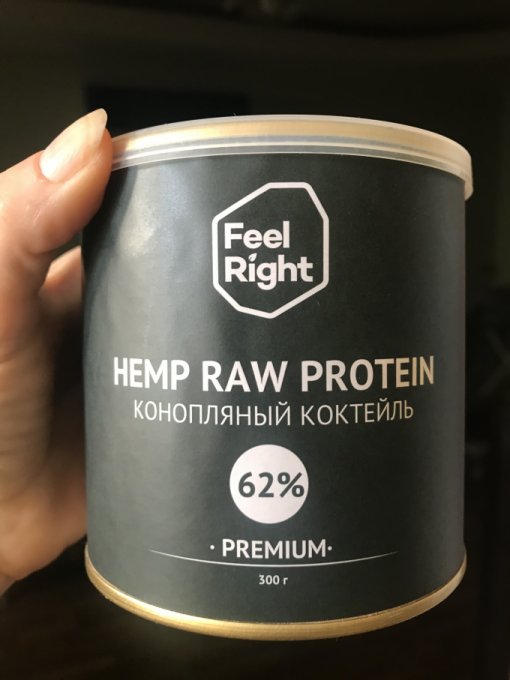 Feel
Right
HEMP RAW PROTEIN
КОНОПЛЯНЫЙ КОКТЕЙЛЬ
62%
· PREMIUM ·
300 г